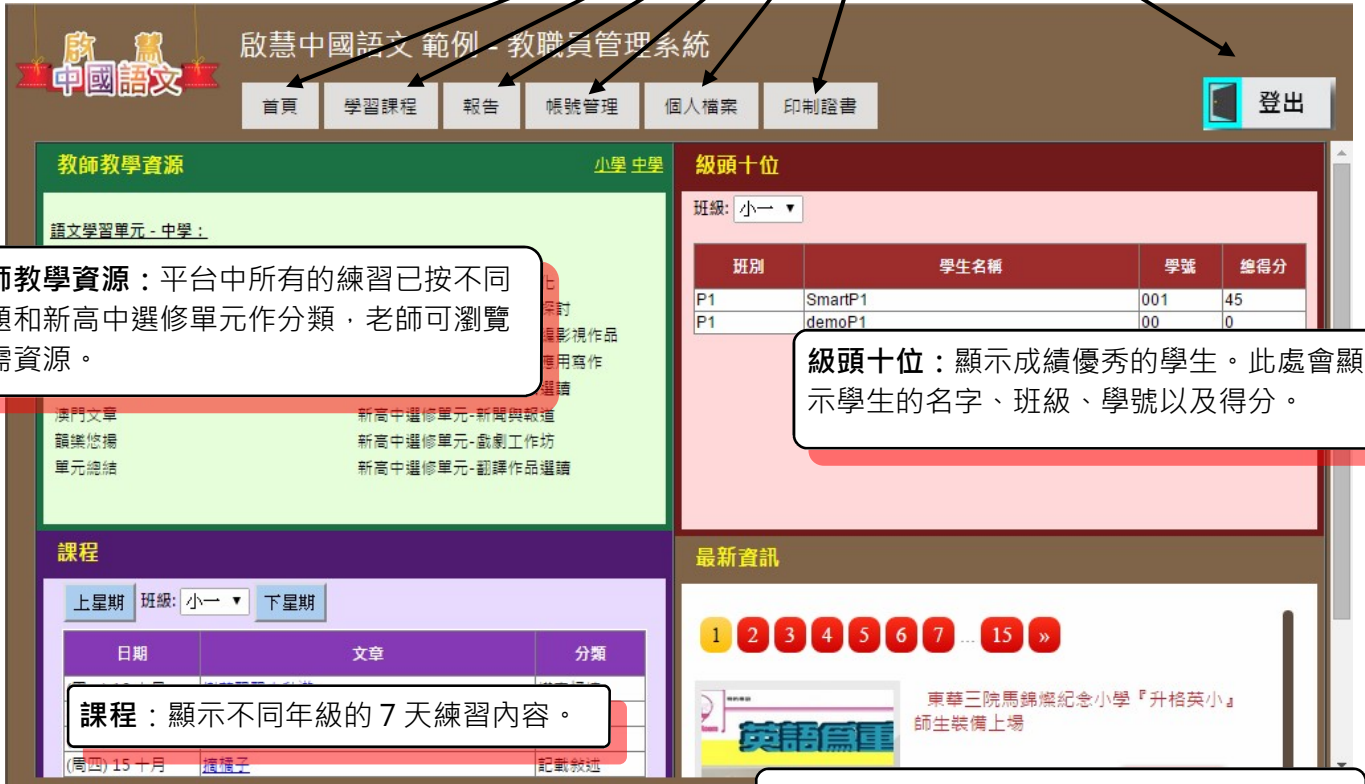 啟慧
中國語文
啟慧中國語文 範例 - 教職員管理系統
首頁 學習課程 報告 帳號管理 個人檔案 印制證書
登出
教師教學資源 小學 中學
語文學習單元 - 中學：
師教學資源：平台中所有的練習已按不同
題和新高中選修單元作分類，老師可瀏覽
需資源。
探討
影視作品
應用寫作
選讀
澳門文章 新高中選修單元-新聞與報道
韻樂悠揚 新高中選修單元-戲劇工作坊
單元總結 新高中選修單元-翻譯作品選讀
級頭十位
班級: 小一
班別 學生名稱 學號 總得分
P1 SmartP1 001 45
P1 demoP1 00 0
級頭十位：顯示成績優秀的學生。此處會顯
示學生的名字、班級、學號以及得分。
課程
上星期 班級: 小一 下星期
日期 文章 分類
課程：顯示不同年級的 7 天練習內容。
(周四) 15 十月 摘橘子 記載敘述
最新資訊
1 2 3 4 5 6 7 ... 15 »
英語爲重
東華三院馬錦燦紀念小學『升格英小』
師生裝備上場